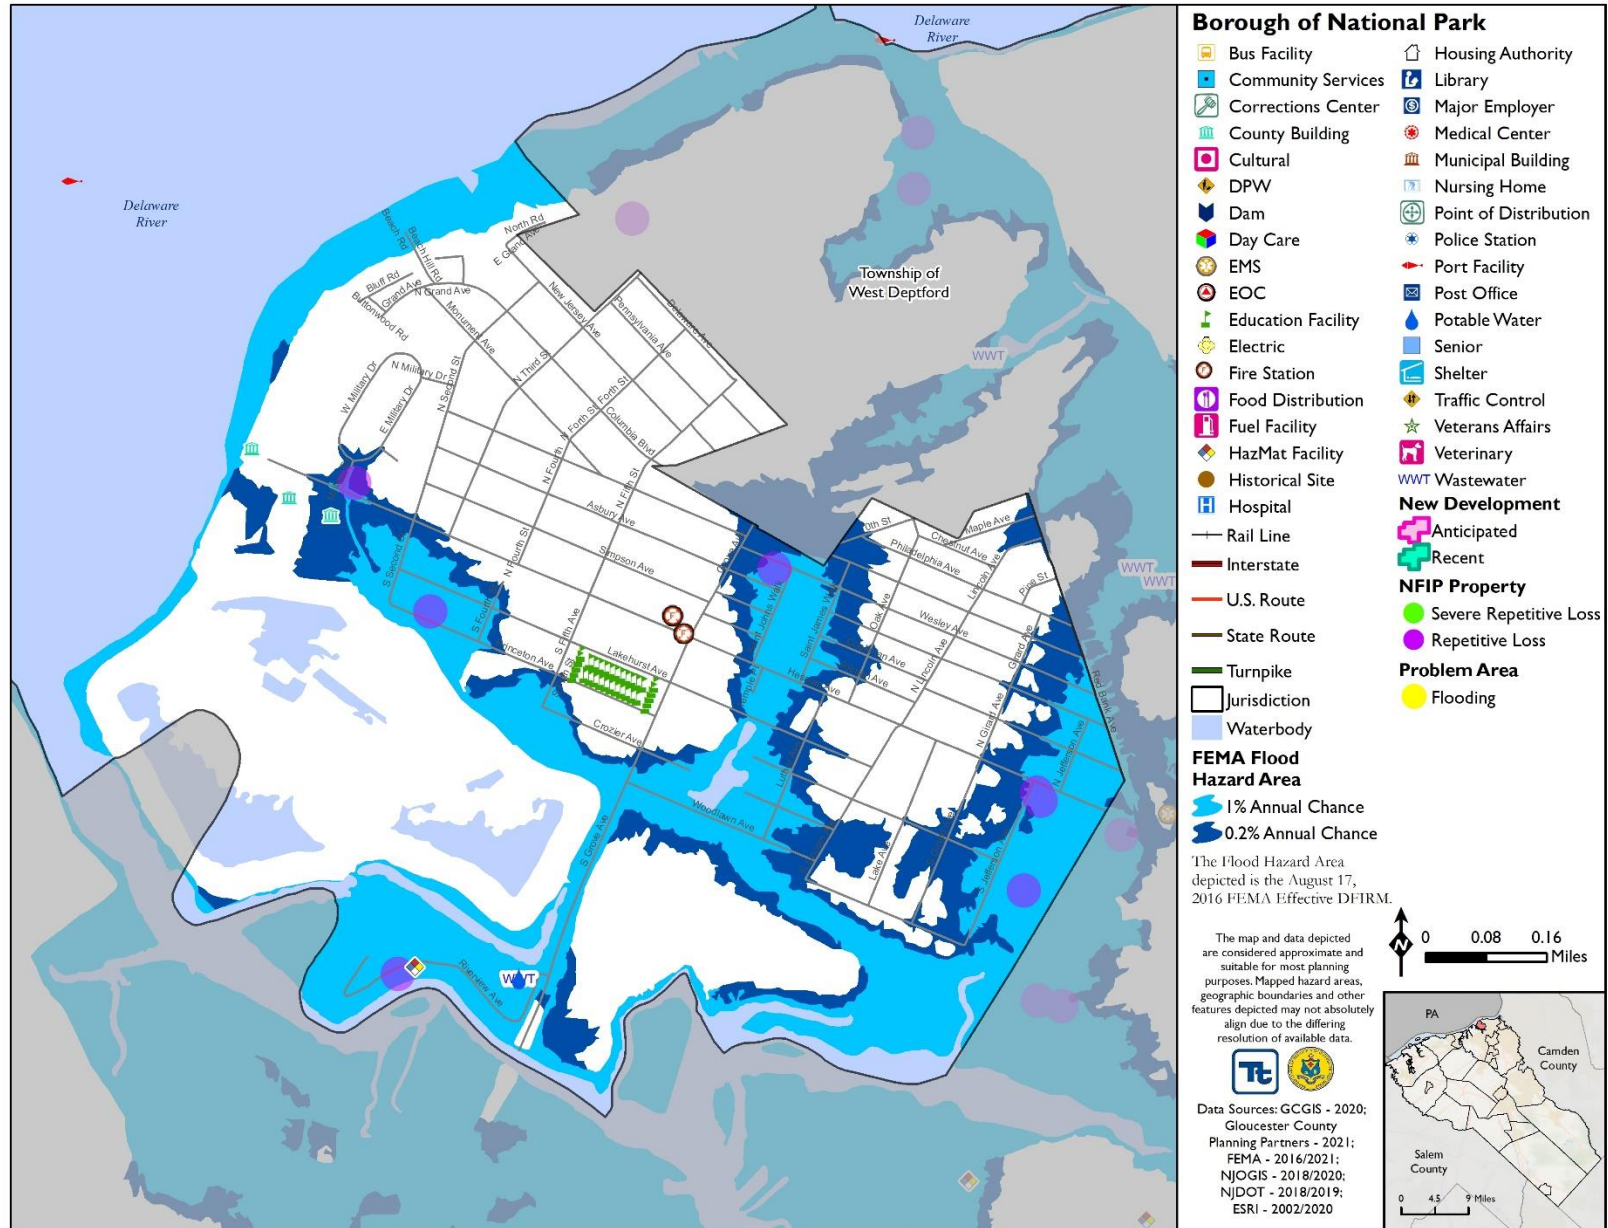 Delaware
River
Delaware
River
Township of
West Deptford
North Rd
E Grand Ave
Beach Rd
Beach Hill Rd
Bluff Rd
Grand Ave
N Grand Ave
Buttonwood Rd
Monument Ave
New Jersey Ave
Pennsylvania Ave
Delaware Ave
N Military Dr
W Military Dr
E Military Dr
N Second St
N Third St
N Forth St
Forth St
Columbia Blvd
N Fourth
N Fifth St
Asbury Ave
Simpson Ave
N Fourth St
S Second
S Fourth
S Fifth Ave
Lakehurst Ave
Crozier Ave
Woodlawn Ave
S Grove Ave
Riverview Ave
WWT
WWT
WWT
WWT
0th St
Maple Ave
Chestnut Ave
Philadelphia Ave
Lincoln Ave
Pine St
Wesley Ave
Oak Ave
N Lincoln Ave
Girard Ave
N Girard Ave
Red Bank Ave
N Jefferson Ave
S Jefferson
Lake Ave
F
F
Borough of National Park
Bus Facility
Community Services
Corrections Center
County Building
Cultural
DPW
Dam
Day Care
EMS
EOC
Education Facility
Electric
F Fire Station
Food Distribution
Fuel Facility
HazMat Facility
Historical Site
H Hospital
Rail Line
Interstate
U.S. Route
State Route
Turnpike
Jurisdiction
Waterbody
FEMA Flood
Hazard Area
1% Annual Chance
0.2% Annual Chance
The Flood Hazard Area
depicted is the August 17,
2016 FEMA Effective DFIRM.
Housing Authority
Library
Major Employer
Medical Center
Municipal Building
Nursing Home
Point of Distribution
Police Station
Port Facility
Post Office
Potable Water
Senior
Shelter
Traffic Control
Veterans Affairs
Veterinary
WWT Wastewater
New Development
Anticipated
Recent
NFIP Property
Severe Repetitive Loss
Repetitive Loss
Problem Area
Flooding
N
0 0.08 0.16
Miles
The map and data depicted
are considered approximate and
suitable for most planning
purposes. Mapped hazard areas,
geographic boundaries and other
features depicted may not absolutely
align due to the differing
resolution of available data.
Tt
Data Sources: GCGIS - 2020;
Gloucester County
Planning Partners - 2021;
FEMA - 2016/2021;
NJOGIS - 2018/2020;
NJDOT - 2018/2019;
ESRI - 2002/2020
PA
Camden
County
Salem
County
0 4.5 9 Miles